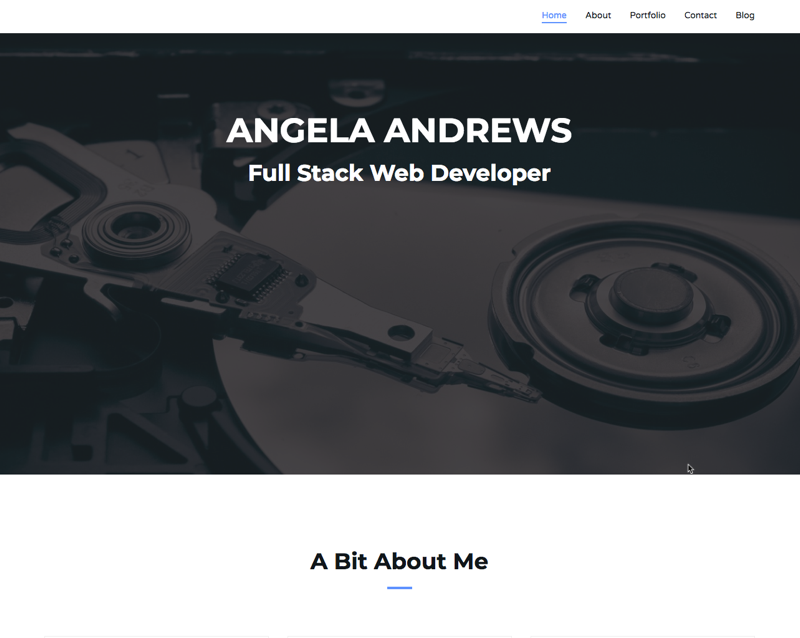 Home About Portfolio Contact Blog
ANGELA ANDREWS
Full Stack Web Developer
A Bit About Me